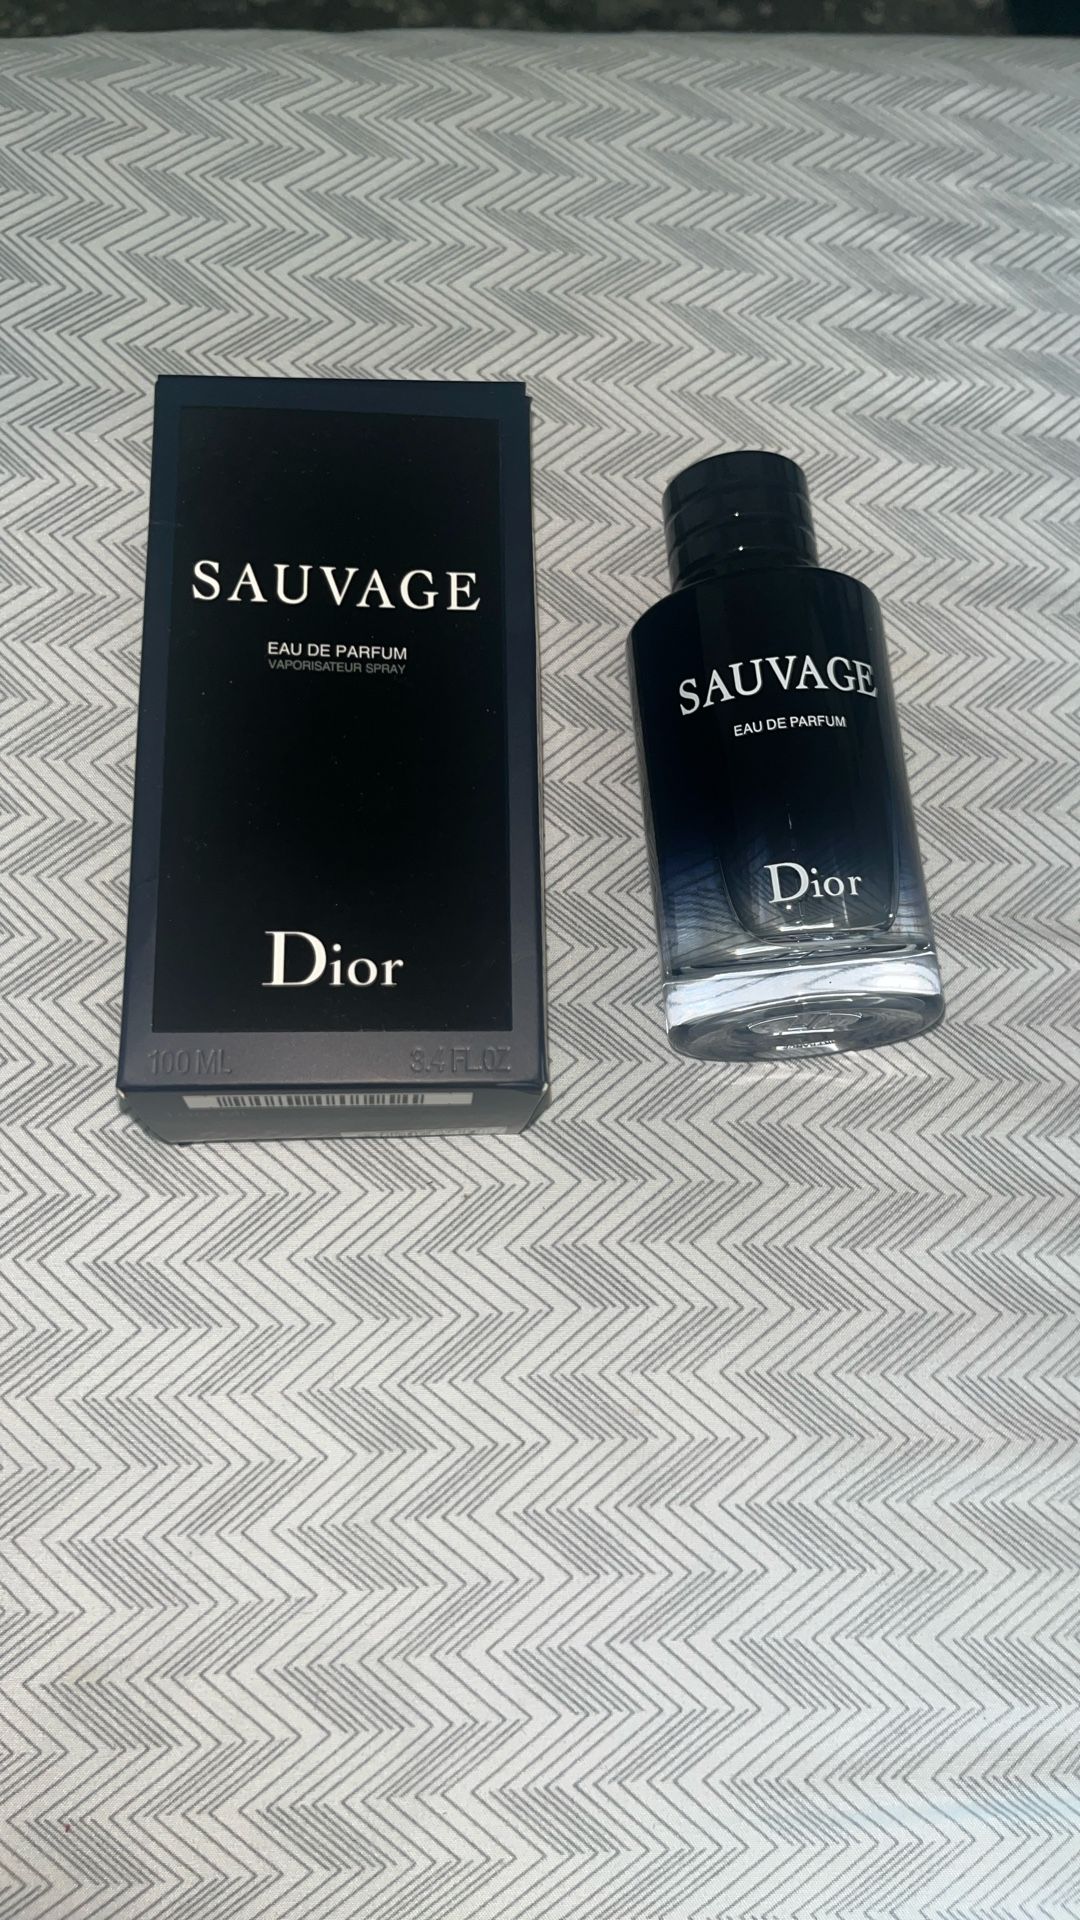 SAUVAGE
EAU DE PARFUM
VAPORISATEUR SPRAY
Dior
100 ML 3.4 FL.OZ
SAUVAGE
EAU DE PARFUM
Dior